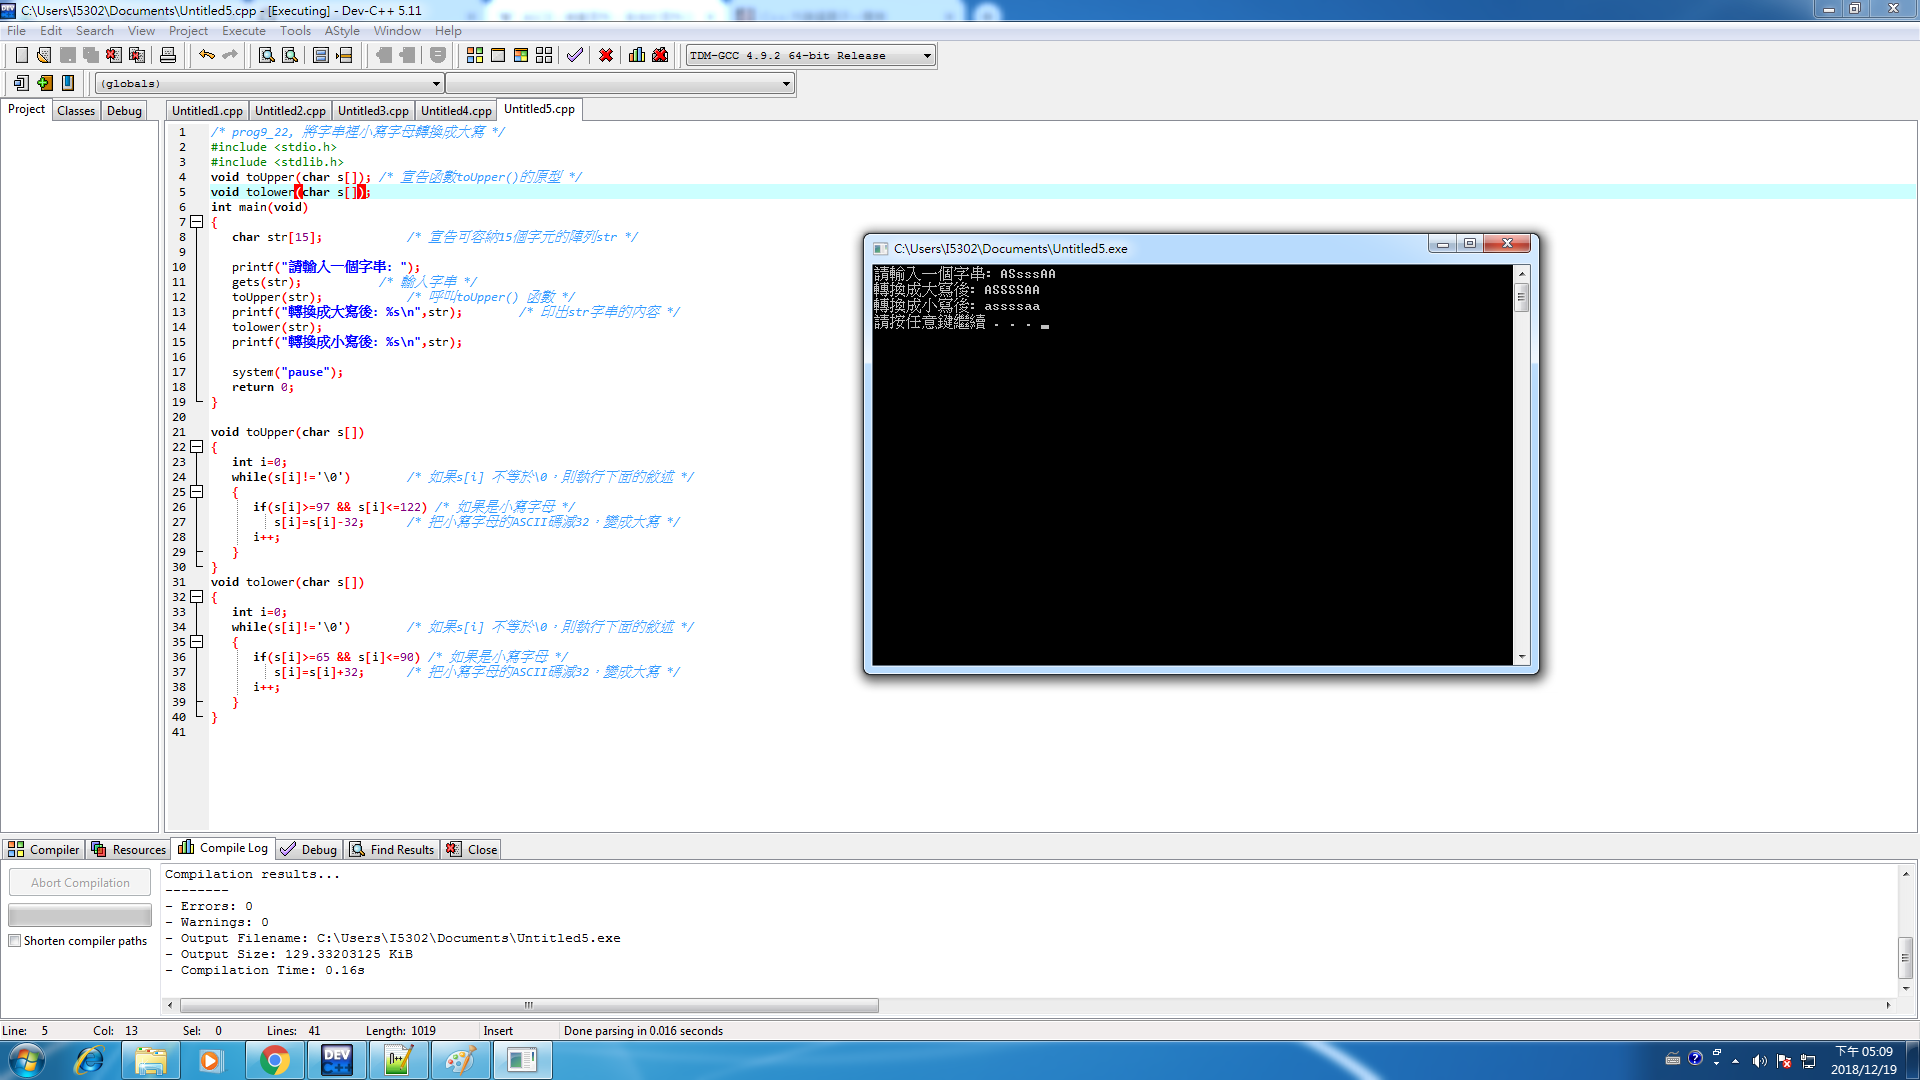 C:\Users\I5302\Documents\Untitled5.cpp - [Executing] - Dev-C++ 5.11
File Edit Search View Project Execute Tools AStyle Window Help
TDM-GCC 4.9.2 64-bit Release
(globals)
Project Classes Debug
Untitled1.cpp Untitled2.cpp Untitled3.cpp Untitled4.cpp Untitled5.cpp
1 /* prog9_22, 將字串裡小寫字母轉換成大寫 */
2 #include <stdio.h>
3 #include <stdlib.h>
4 void toUpper(char s[]); /* 宣告函數toUpper()的原型 */
5 void tolower(char s[]);
6 int main(void)
7 {
8 char str[15]; /* 宣告可容納15個字元的陣列str */
9
10 printf("請輸入一個字串: ");
11 gets(str); /* 輸入字串 */
12 toUpper(str); /* 呼叫toUpper() 函數 */
13 printf("轉換成大寫後: %s\n",str); /* 印出str字串的內容 */
14 tolower(str);
15 printf("轉換成小寫後: %s\n",str);
16
17 system("pause");
18 return 0;
19 }
20
21 void toUpper(char s[])
22 {
23 int i=0;
24 while(s[i]!='\0') /* 如果s[i] 不等於\0，則執行下面的敘述 */
25 {
26 if(s[i]>=97 && s[i]<=122) /* 如果是小寫字母 */
27 s[i]=s[i]-32; /* 把小寫字母的ASCII碼減32，變成大寫 */
28 i++;
29 }
30 }
31 void tolower(char s[])
32 {
33 int i=0;
34 while(s[i]!='\0') /* 如果s[i] 不等於\0，則執行下面的敘述 */
35 {
36 if(s[i]>=65 && s[i]<=90) /* 如果是小寫字母 */
37 s[i]=s[i]+32; /* 把小寫字母的ASCII碼減32，變成大寫 */
38 i++;
39 }
40 }
41
C:\Users\I5302\Documents\Untitled5.exe
請輸入一個字串: ASsssAA
轉換成大寫後: ASSSSAA
轉換成小寫後: assssaa
請按任意鍵繼續 . . .
Compiler Resources Compile Log Debug Find Results Close
Abort Compilation
Shorten compiler paths
Compilation results...
--------
- Errors: 0
- Warnings: 0
- Output Filename: C:\Users\I5302\Documents\Untitled5.exe
- Output Size: 129.33203125 KiB
- Compilation Time: 0.16s
Line: 5 Col: 13 Sel: 0 Lines: 41 Length: 1019 Insert Done parsing in 0.016 seconds
下午 05:09
2018/12/19